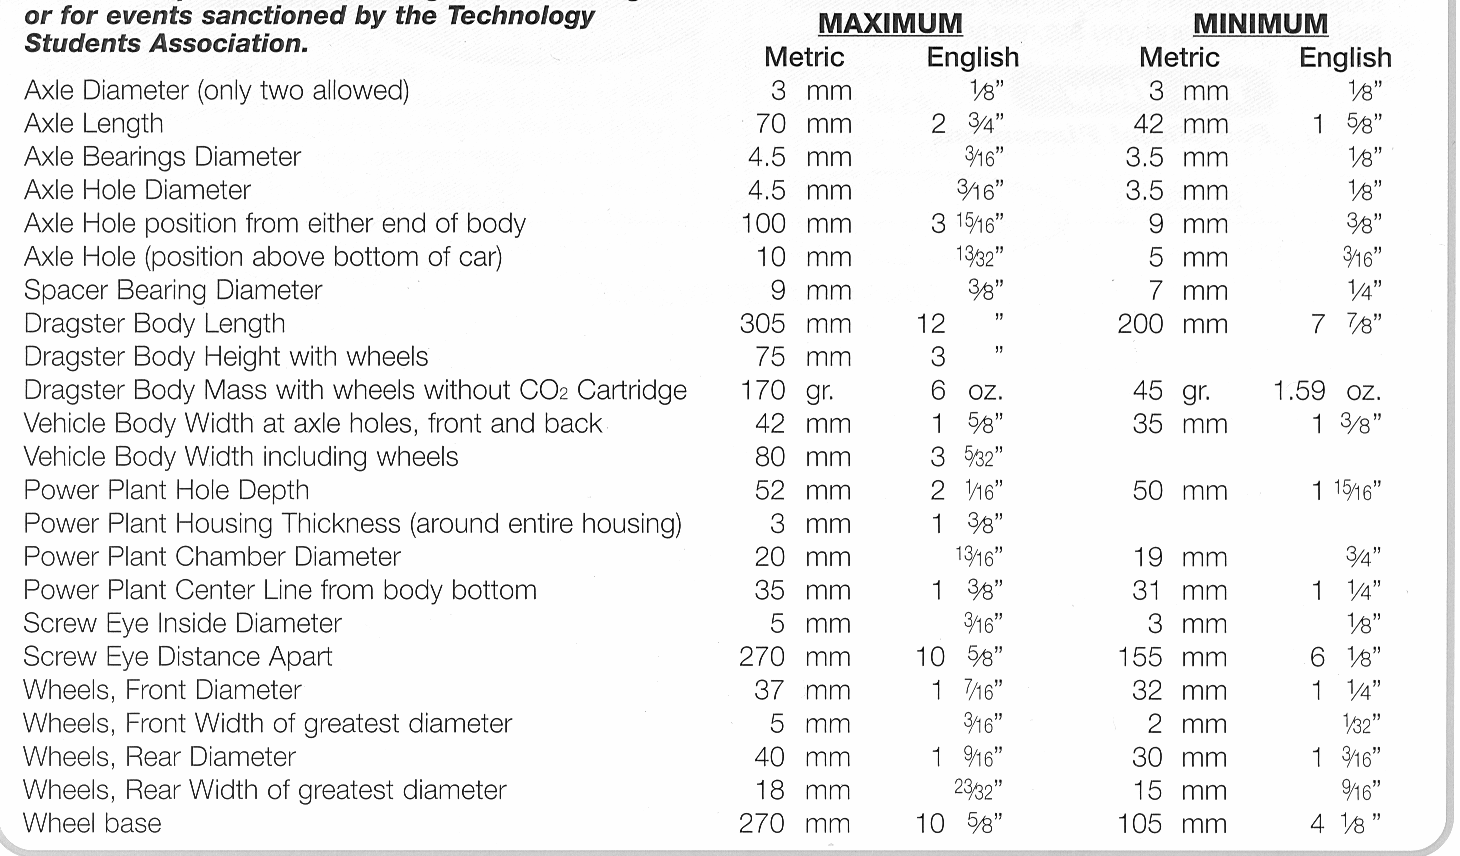 or for events sanctioned by the Technology
Students Association.
MAXIMUM MINIMUM
Metric English Metric English
Axle Diameter (only two allowed) 3 mm 1/8” 3 mm 1/8”
Axle Length 70 mm 2 3/4” 42 mm 1 5/8”
Axle Bearings Diameter 4.5 mm 3/16” 3.5 mm 1/8”
Axle Hole Diameter 4.5 mm 3/16” 3.5 mm 1/8”
Axle Hole position from either end of body 100 mm 3 15/16” 9 mm 3/8”
Axle Hole (position above bottom of car) 10 mm 13/32” 5 mm 3/16”
Spacer Bearing Diameter 9 mm 3/8” 7 mm 1/4”
Dragster Body Length 305 mm 12 ” 200 mm 7 7/8”
Dragster Body Height with wheels 75 mm 3 ”
Dragster Body Mass with wheels without CO2 Cartridge 170 gr. 6 oz. 45 gr. 1.59 oz.
Vehicle Body Width at axle holes, front and back 42 mm 1 5/8” 35 mm 1 3/8”
Vehicle Body Width including wheels 80 mm 3 5/32”
Power Plant Hole Depth 52 mm 2 1/16” 50 mm 1 15/16”
Power Plant Housing Thickness (around entire housing) 3 mm 1 3/8”
Power Plant Chamber Diameter 20 mm 13/16” 19 mm 3/4”
Power Plant Center Line from body bottom 35 mm 1 3/8” 31 mm 1 1/4”
Screw Eye Inside Diameter 5 mm 3/16” 3 mm 1/8”
Screw Eye Distance Apart 270 mm 10 5/8” 155 mm 6 1/8”
Wheels, Front Diameter 37 mm 1 7/16” 32 mm 1 1/4”
Wheels, Front Width of greatest diameter 5 mm 3/16” 2 mm 1/32”
Wheels, Rear Diameter 40 mm 1 9/16” 30 mm 1 3/16”
Wheels, Rear Width of greatest diameter 18 mm 23/32” 15 mm 9/16”
Wheel base 270 mm 10 5/8” 105 mm 4 1/8 ”